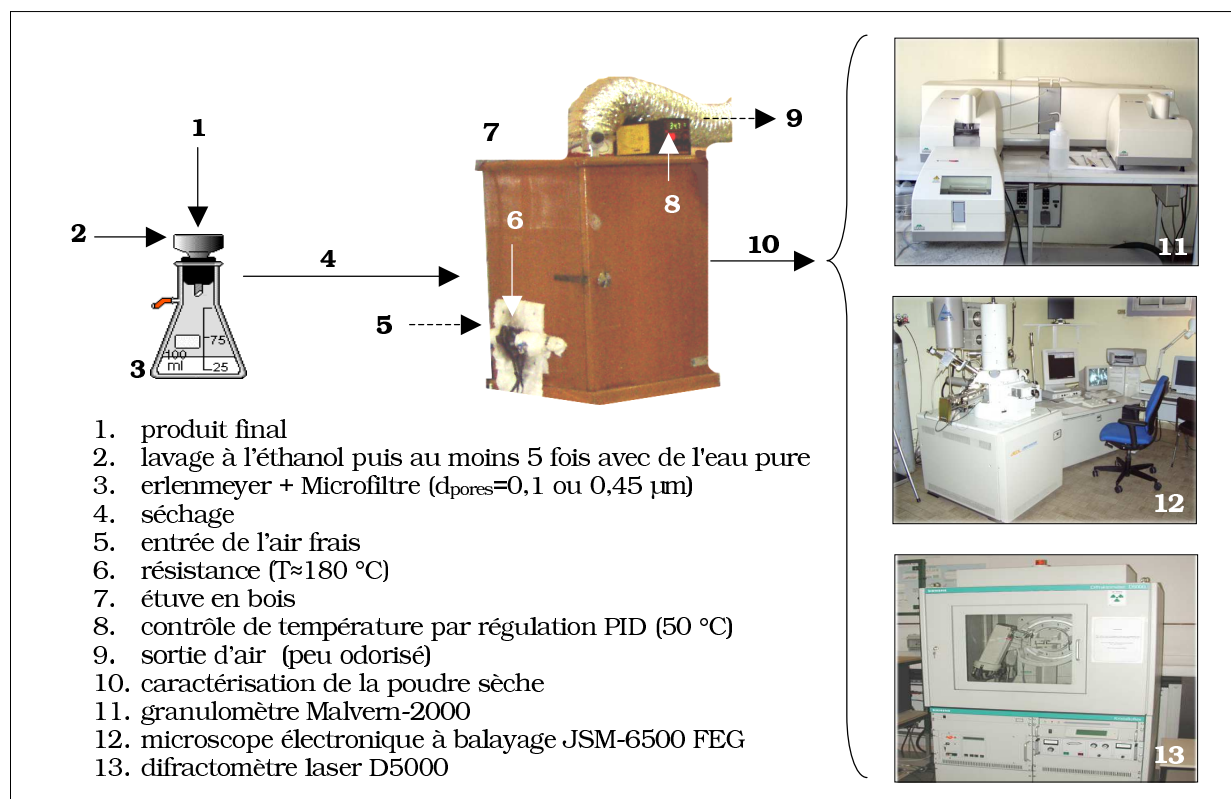 1
2
3
4
5
6
7
8
9
10
11
12
13
100
ml
75
25
1. produit final
2. lavage à l'éthanol puis au moins 5 fois avec de l'eau pure
3. erlenmeyer + Microfiltre (dpores=0,1 ou 0,45 µm)
4. séchage
5. entrée de l'air frais
6. résistance (T≈180 °C)
7. étuve en bois
8. contrôle de température par régulation PID (50 °C)
9. sortie d'air (peu odorisé)
10. caractérisation de la poudre sèche
11. granulomètre Malvern-2000
12. microscope électronique à balayage JSM-6500 FEG
13. difractomètre laser D5000